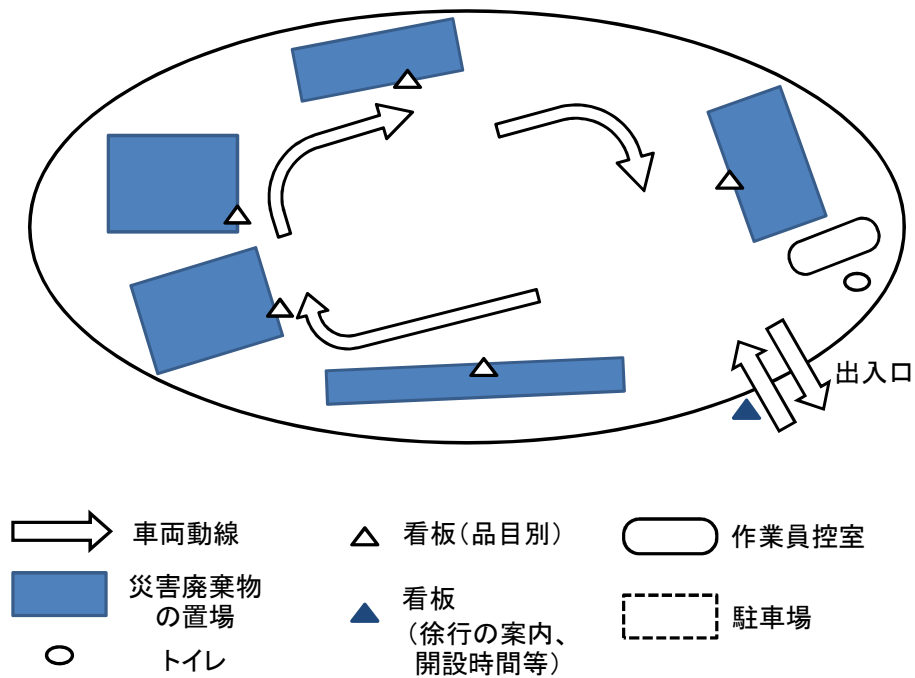 出入口
車両動線
看板(品目別)
作業員控室
災害廃棄物
の置場
看板
(徐行の案内、
開設時間等)
駐車場
トイレ